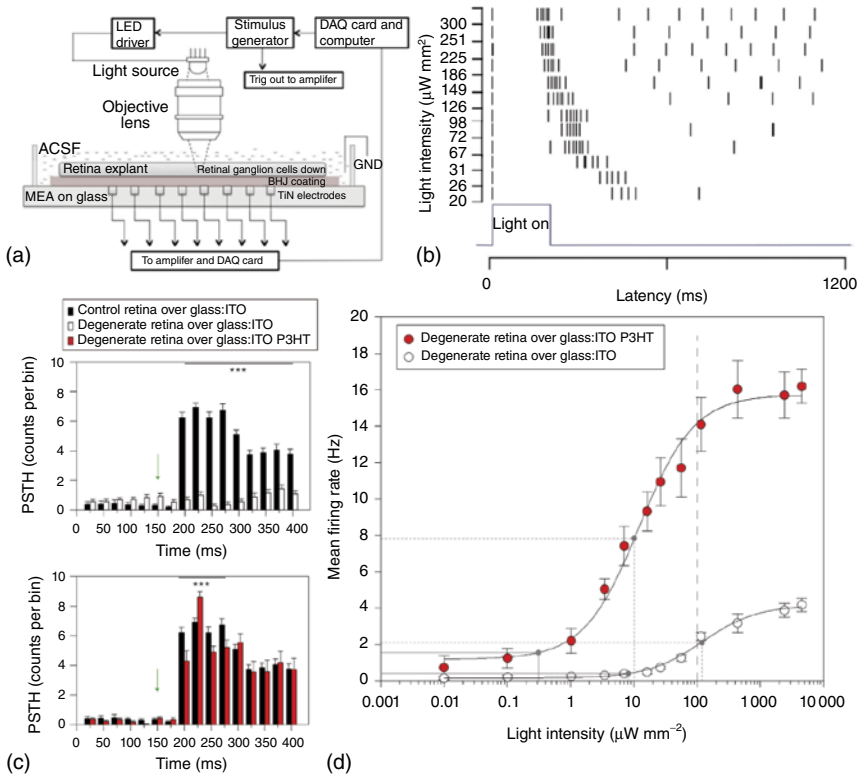 LED
driver
Stimulus
generator
DAQ card and
computer
Light source
Trig out to amplifer
Objective
lens
ACSF
GND
Retina explant
Retinal ganglion cells down
BHJ coating
MEA on glass
TiN electrodes
To amplifer and DAQ card
(a)
Light intensity (μW mm²)
300
251
225
186
149
126
98
72
67
31
26
20
Light on
0
1200
Latency (ms)
(b)
Control retina over glass:ITO
Degenerate retina over glass:ITO
Degenerate retina over glass:ITO P3HT
PSTH (counts per bin)
10
8
6
4
2
0
***
0 50 100 150 200 250 300 350 400
Time (ms)
PSTH (counts per bin)
10
8
6
4
2
0
***
0 50 100 150 200 250 300 350 400
Time (ms)
(c)
Mean firing rate (Hz)
20
18
16
14
12
10
8
6
4
2
0
Degenerate retina over glass:ITO P3HT
Degenerate retina over glass:ITO
0.001 0.01 0.1 1 10 100 1000 10 000
Light intensity (μW mm⁻²)
(d)